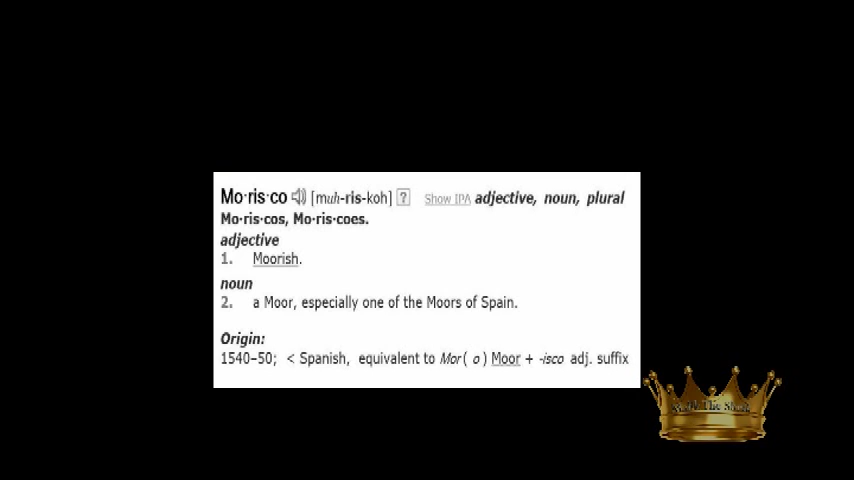 Mo·ris·co [muh-ris-koh] ? Show IPA adjective, noun, plural
Mo·ris·cos, Mo·ris·coes.
adjective
1. Moorish.
noun
2. a Moor, especially one of the Moors of Spain.
Origin:
1540–50; < Spanish, equivalent to Mor( o ) Moor + -isco adj. suffix